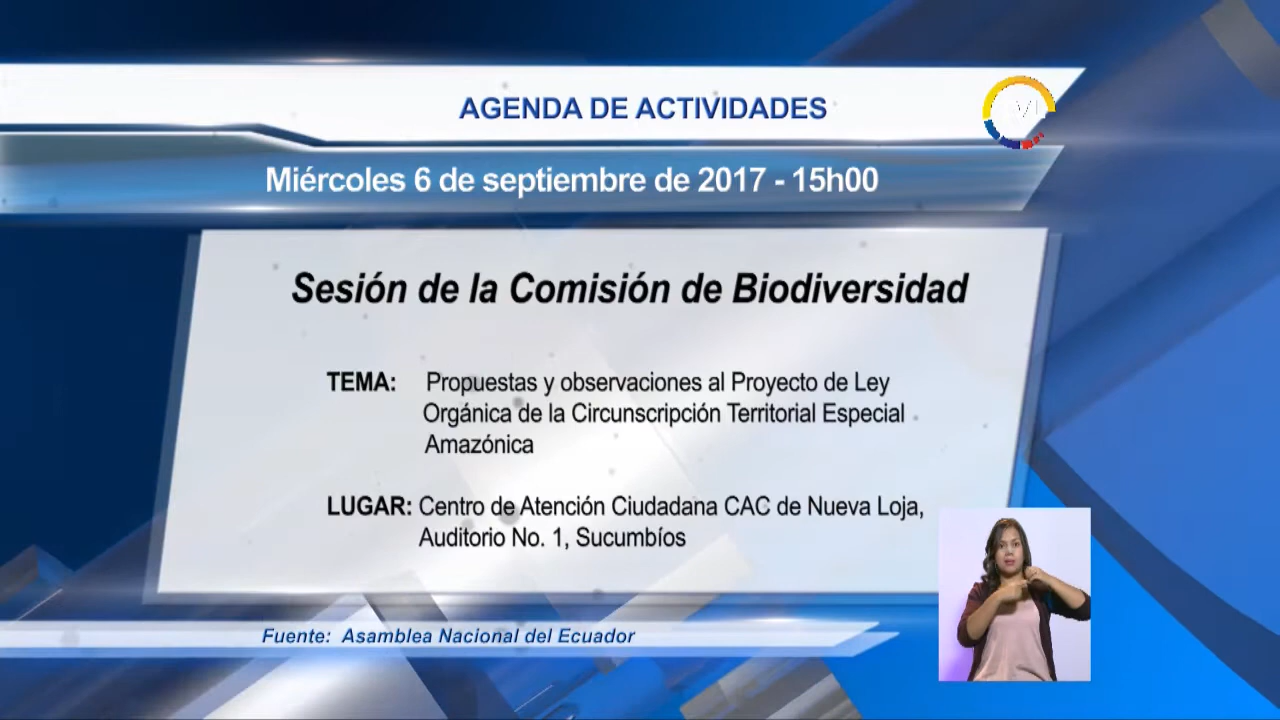 AGENDA DE ACTIVIDADES
Miércoles 6 de septiembre de 2017 - 15h00
Sesión de la Comisión de Biodiversidad
TEMA: Propuestas y observaciones al Proyecto de Ley
Orgánica de la Circunscripción Territorial Especial
Amazónica
LUGAR: Centro de Atención Ciudadana CAC de Nueva Loja,
Auditorio No. 1, Sucumbíos
Fuente: Asamblea Nacional del Ecuador